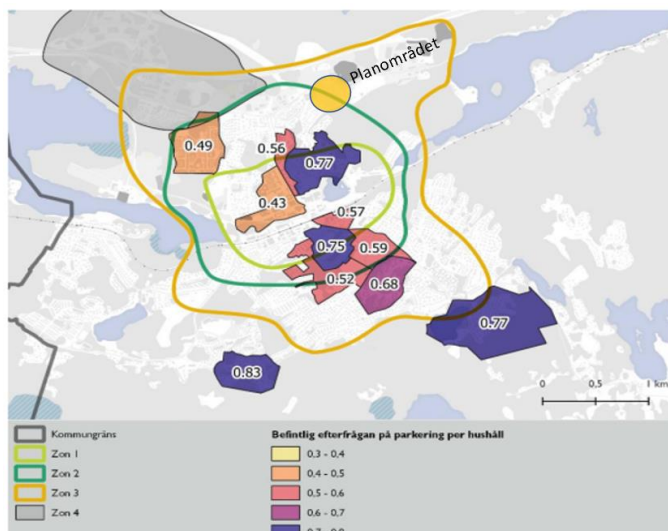 Planområdet
0.49
0.56
0.77
0.43
0.57
0.75
0.59
0.52
0.68
0.77
0.83
0 0,5 1 km
Kommungräns
Zon 1
Zon 2
Zon 3
Zon 4
Befintlig efterfrågan på parkering per hushåll
0,3 - 0,4
0,4 - 0,5
0,5 - 0,6
0,6 - 0,7